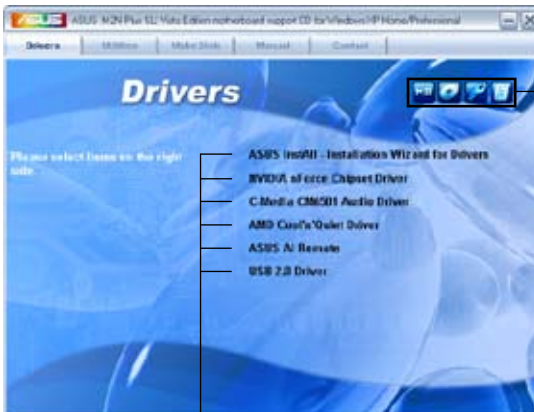 ASUS M2N Plus SLI Vista Edition motherboard support CD for Windows XP Home/Professional
Drivers Utilities Make Disk Manual Contact
Drivers
Please select items on the right side.
ASUS InstAll - Installation Wizard for Drivers
NVIDIA nForce Chipset Driver
C-Media CM6501 Audio Driver
AMD Cool'n'Quiet Driver
ASUS Ai Remote
USB 2.0 Driver